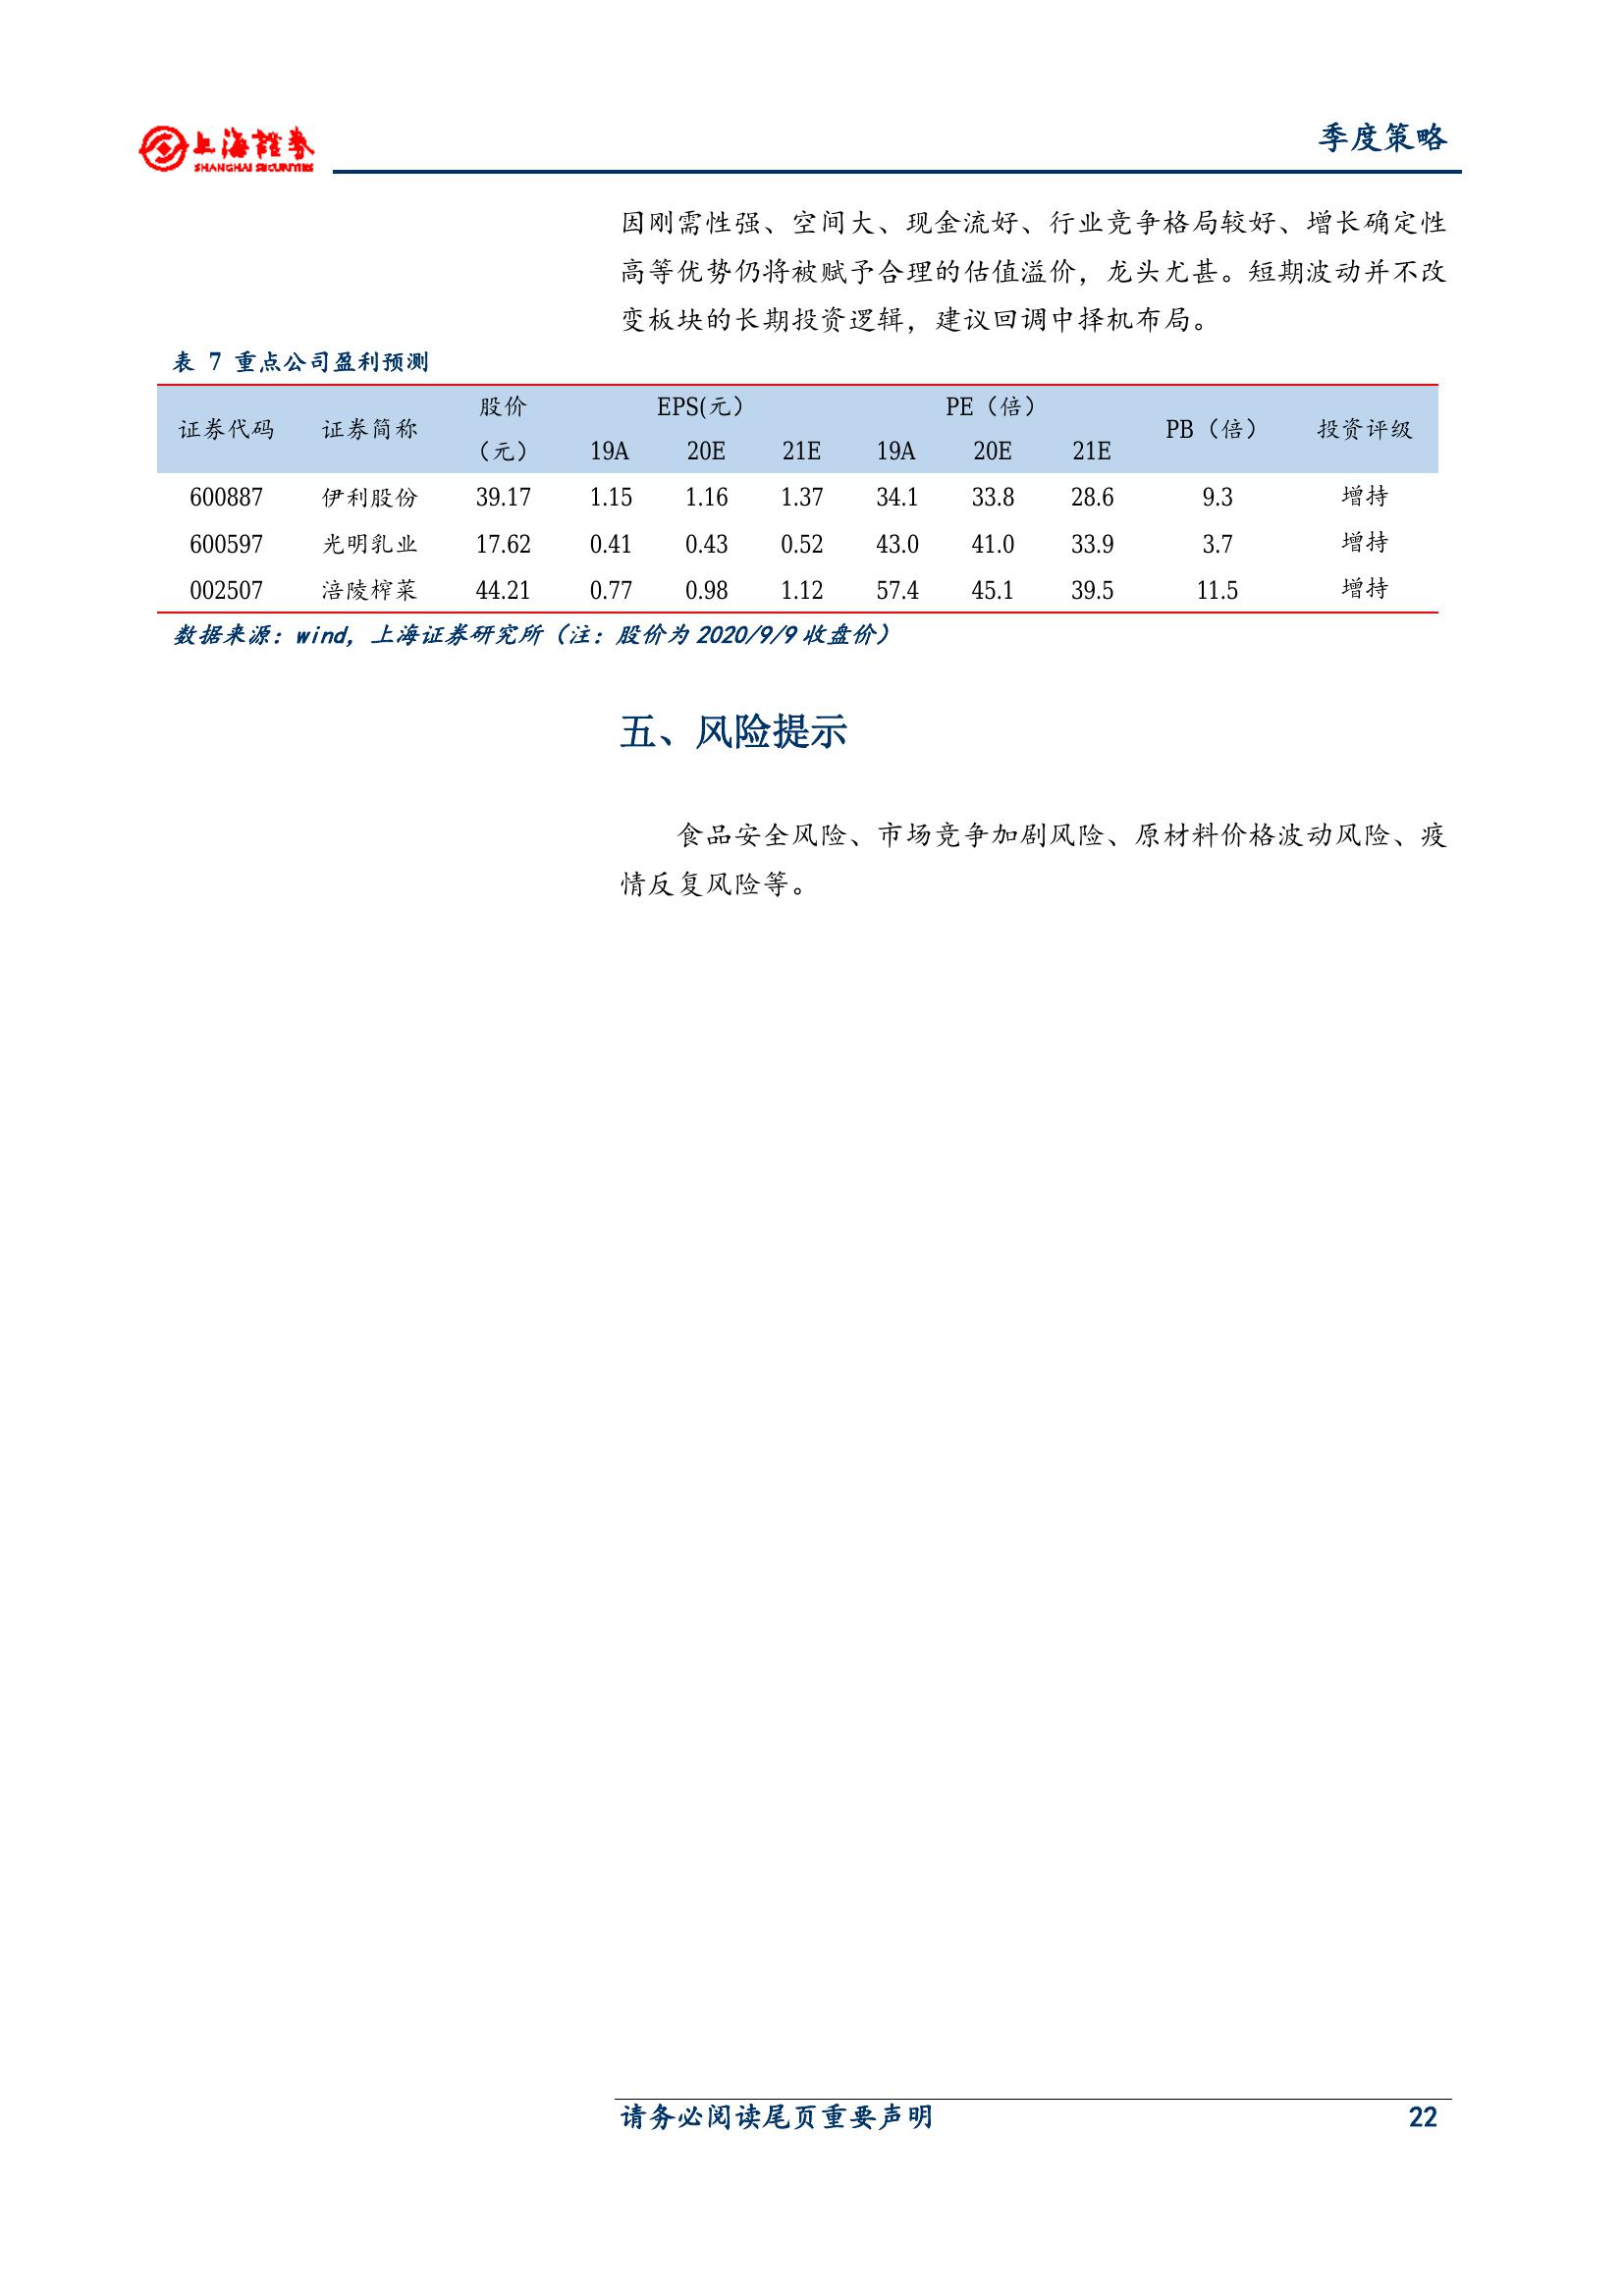 上海證券
SHANGHAI SECURITIES
季度策略
因刚需性强、空间大、现金流好、行业竞争格局较好、增长确定性
高等优势仍将被赋予合理的估值溢价，龙头尤甚。短期波动并不改
变板块的长期投资逻辑，建议回调中择机布局。
表 7 重点公司盈利预测
证券代码 证券简称 股价（元） EPS(元） PE（倍） PB（倍） 投资评级
19A 20E 21E 19A 20E 21E
600887 伊利股份 39.17 1.15 1.16 1.37 34.1 33.8 28.6 9.3 增持
600597 光明乳业 17.62 0.41 0.43 0.52 43.0 41.0 33.9 3.7 增持
002507 涪陵榨菜 44.21 0.77 0.98 1.12 57.4 45.1 39.5 11.5 增持
数据来源：wind，上海证券研究所（注：股价为 2020/9/9 收盘价）
五、风险提示
食品安全风险、市场竞争加剧风险、原材料价格波动风险、疫
情反复风险等。
请务必阅读尾页重要声明 22